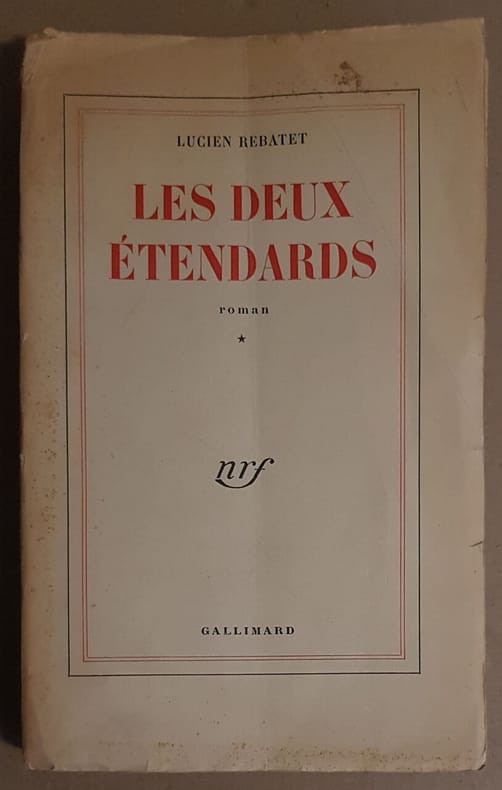 LUCIEN REBATET
LES DEUX
ÉTENDARDS
roman
★
nrf
GALLIMARD